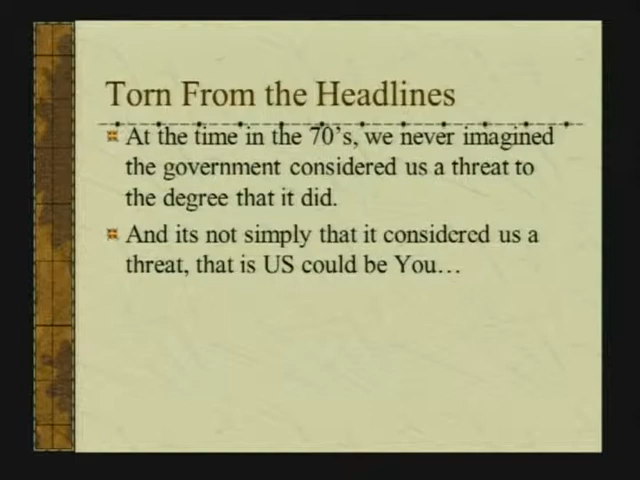 Torn From the Headlines
At the time in the 70's, we never imagined
the government considered us a threat to
the degree that it did.
And its not simply that it considered us a
threat, that is US could be You…